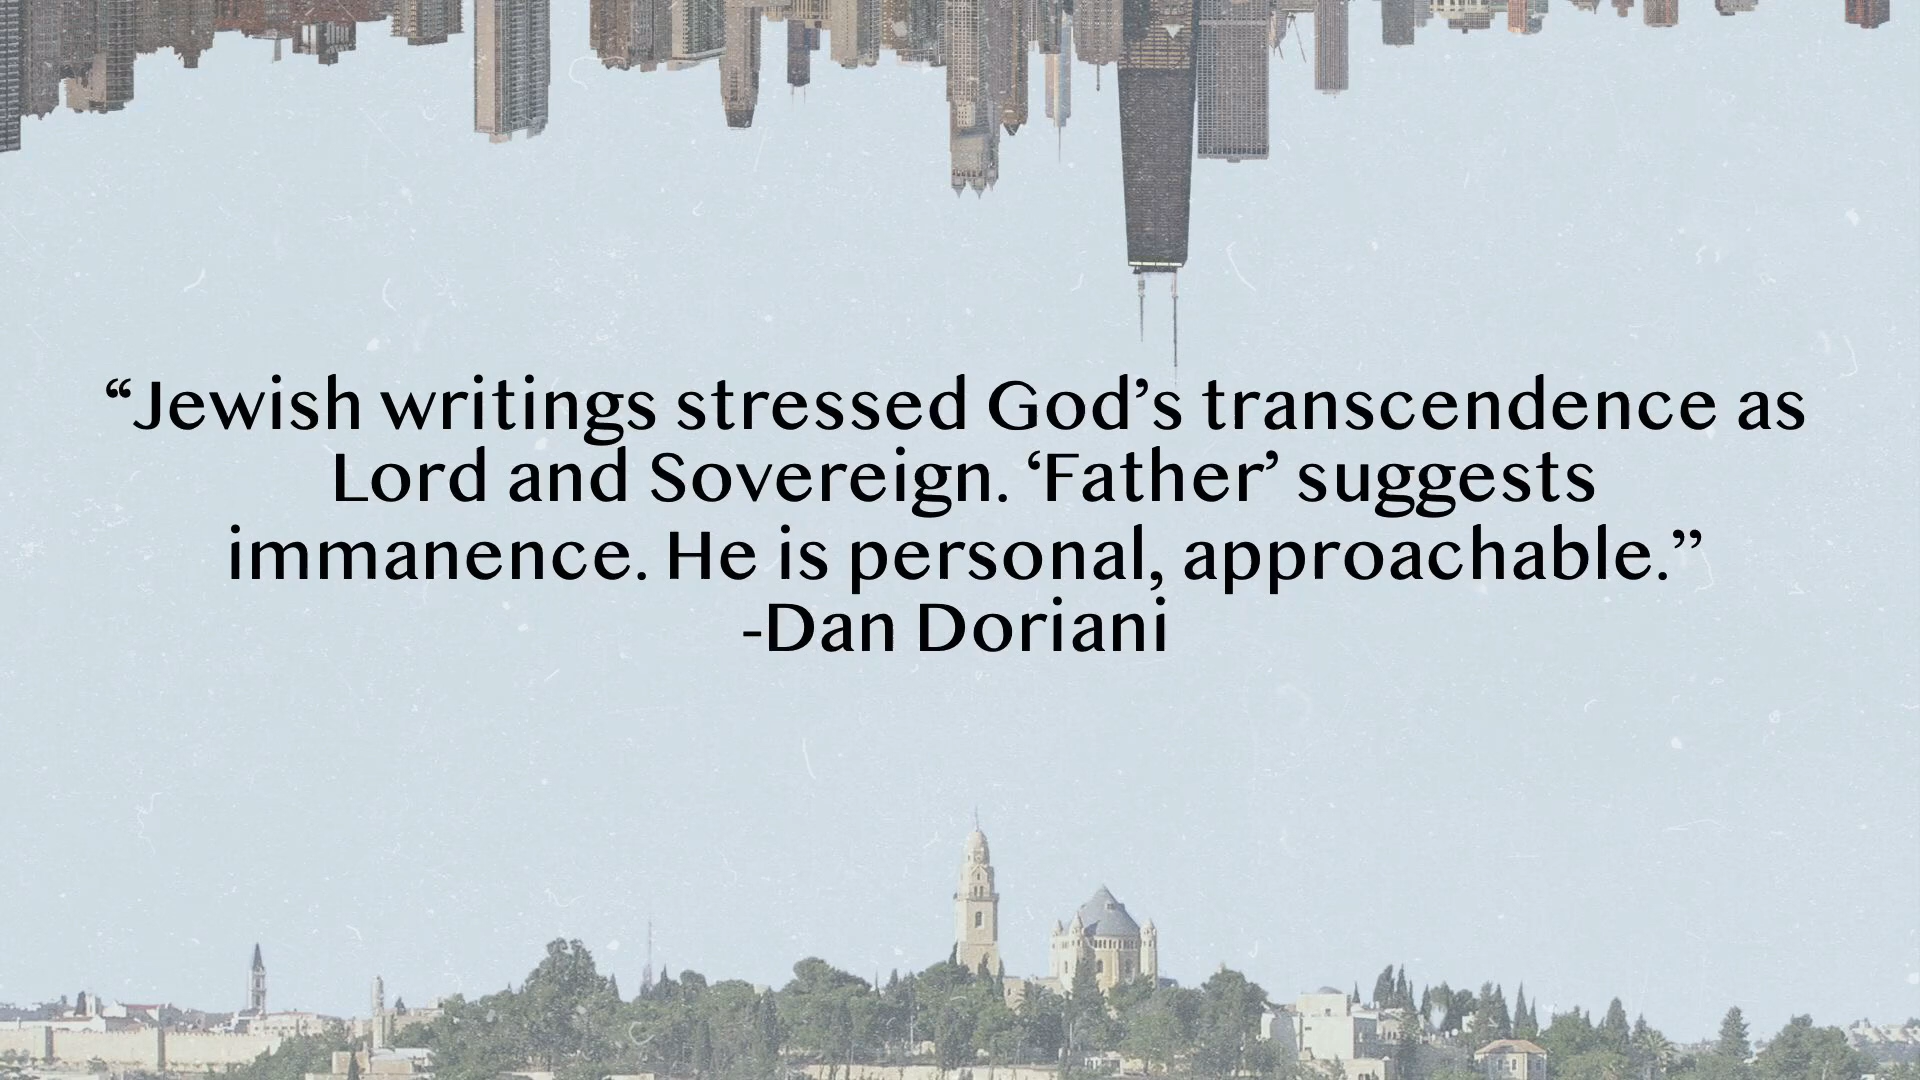 “Jewish writings stressed God’s transcendence as
Lord and Sovereign. ‘Father’ suggests
immanence. He is personal, approachable.”
-Dan Doriani